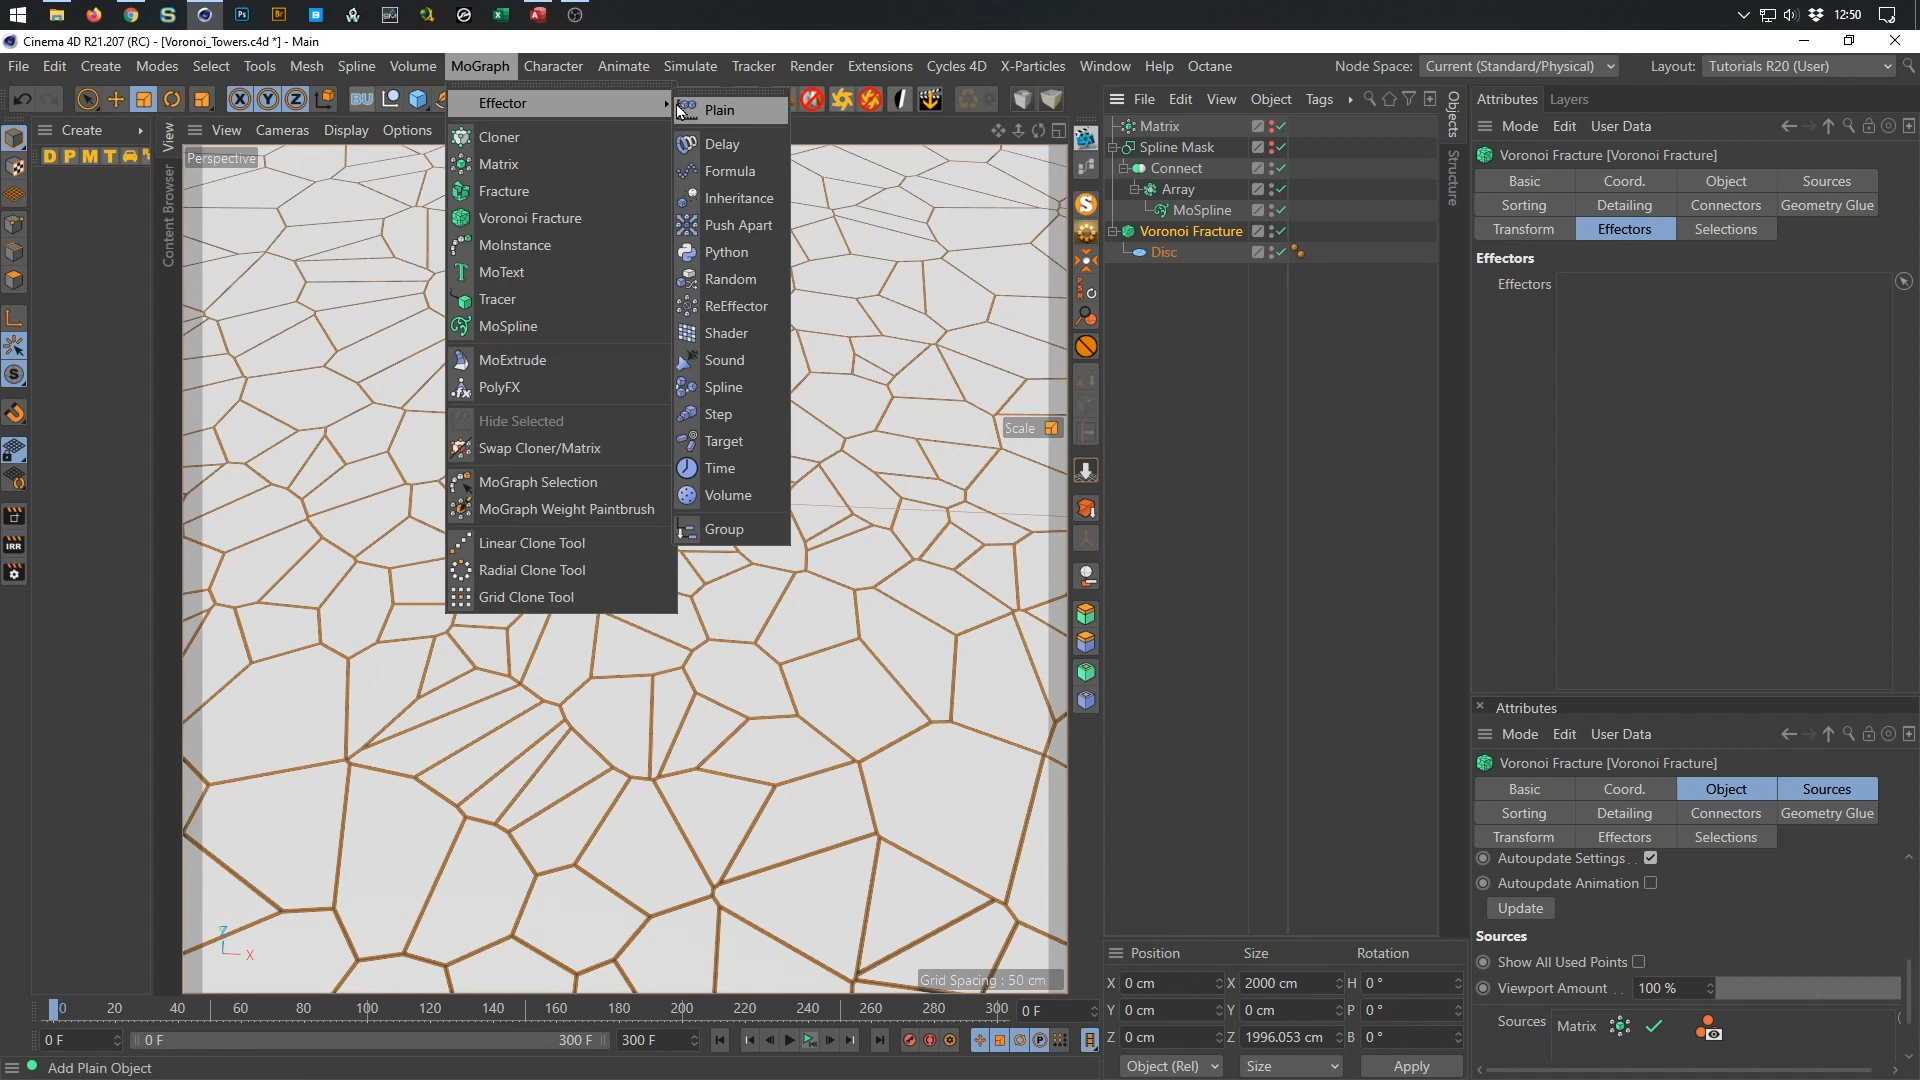 12:50
Cinema 4D R21.207 (RC) - [Voronoi_Towers.c4d *] - Main
File Edit Create Modes Select Tools Mesh Spline Volume MoGraph Character Animate Simulate Tracker Render Extensions Cycles 4D X-Particles Window Help Octane
Node Space: Current (Standard/Physical) Layout: Tutorials R20 (User)
Create
D P M T
View Cameras Display Options
View
Content Browser
Perspective
Effector
Cloner
Matrix
Fracture
Voronoi Fracture
MoInstance
MoText
Tracer
MoSpline
MoExtrude
PolyFX
Hide Selected
Swap Cloner/Matrix
MoGraph Selection
MoGraph Weight Paintbrush
Linear Clone Tool
Radial Clone Tool
Grid Clone Tool
Plain
Delay
Formula
Inheritance
Push Apart
Python
Random
ReEffector
Shader
Sound
Spline
Step
Target
Time
Volume
Group
Scale
Grid Spacing : 50 cm
Z
X
File Edit View Object Tags
Objects
Structure
Matrix
Spline Mask
Connect
Array
MoSpline
Voronoi Fracture
Disc
Attributes Layers
Mode Edit User Data
Voronoi Fracture [Voronoi Fracture]
Basic Coord. Object Sources
Sorting Detailing Connectors Geometry Glue
Transform Effectors Selections
Effectors
Effectors
Attributes
Mode Edit User Data
Voronoi Fracture [Voronoi Fracture]
Basic Coord. Object Sources
Sorting Detailing Connectors Geometry Glue
Transform Effectors Selections
Autoupdate Settings . .
Autoupdate Animation
Update
Sources
Show All Used Points
Viewport Amount . . 100 %
Sources Matrix
Position Size Rotation
X 0 cm X 2000 cm H 0 °
Y 0 cm Y 0 cm P 0 °
Z 0 cm Z 1996.053 cm B 0 °
Object (Rel) Size Apply
0 20 40 60 80 100 120 140 160 180 200 220 240 260 280 300 0 F
0 F 0 F 300 F 300 F
Add Plain Object
BU
IRR
PSR